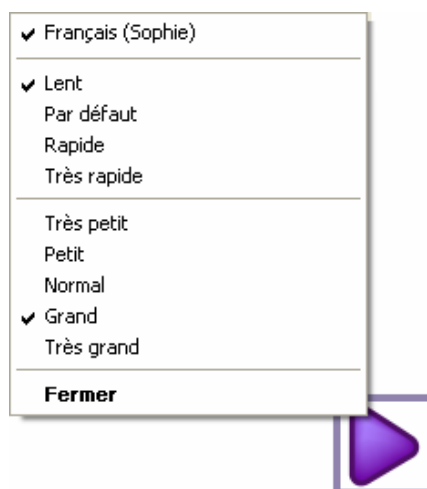 Français (Sophie)
Lent
Par défaut
Rapide
Très rapide
Très petit
Petit
Normal
Grand
Très grand
Fermer